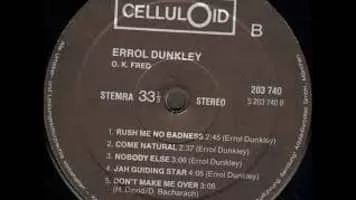 CELLULOID
B
ERROL DUNKLEY
O. K. FRED
203 740
STEMRA 33 1/3 STEREO S 203 740 B
1. RUSH ME NO BADNESS 2:45 (Errol Dunkley)
2. COME NATURAL 2:37 (Errol Dunkley)
3. NOBODY ELSE 3:06 (Errol Dunkley)
4. JAH GUIDING STAR 4:05 (Errol Dunkley)
5. DON'T MAKE ME OVER 3:08
(H. David/B. Bacharach)